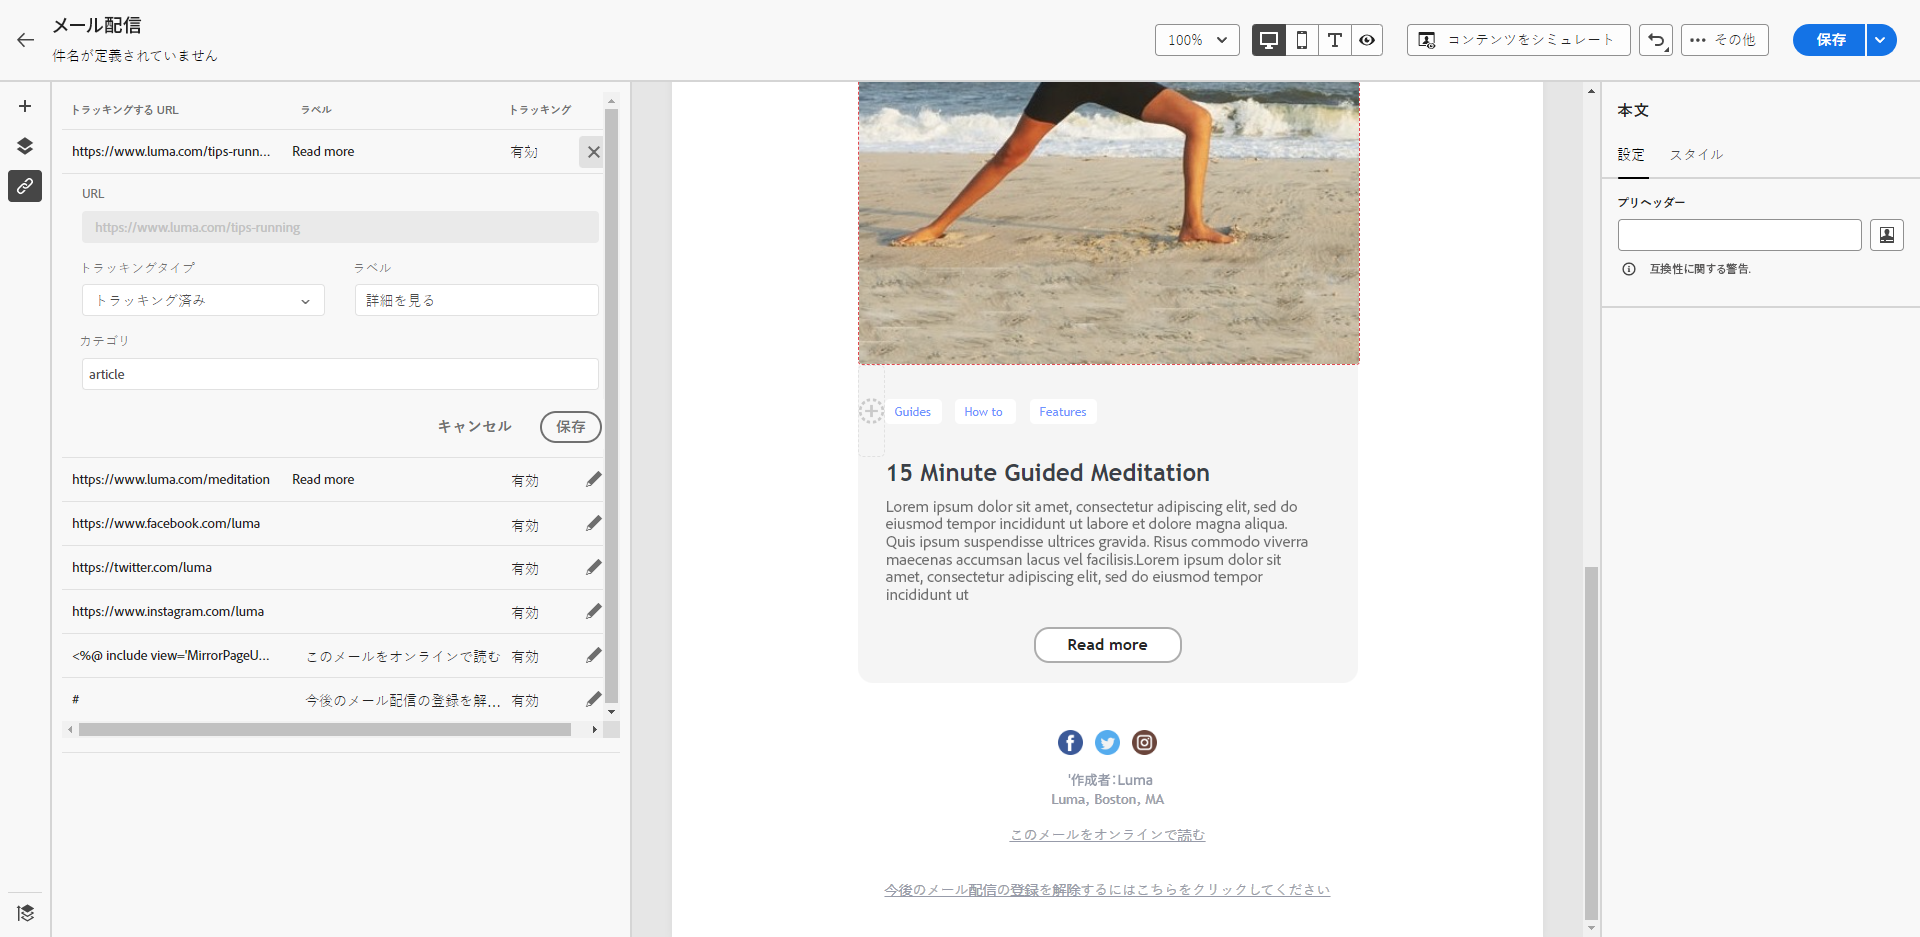 メール配信
件名が定義されていません
100%
コンテンツをシミュレート
その他
保存
トラッキングする URL
ラベル
トラッキング
https://www.luma.com/tips-runn...
Read more
有効
URL
https://www.luma.com/tips-running
トラッキングタイプ
ラベル
トラッキング済み
詳細を見る
カテゴリ
article
キャンセル
保存
https://www.luma.com/meditation
Read more
有効
https://www.facebook.com/luma
有効
https://twitter.com/luma
有効
https://www.instagram.com/luma
有効
<%@ include view='MirrorPageU...
このメールをオンラインで読む
有効
#
今後のメール配信の登録を解...
有効
Guides
How to
Features
15 Minute Guided Meditation
Lorem ipsum dolor sit amet, consectetur adipiscing elit, sed do
eiusmod tempor incididunt ut labore et dolore magna aliqua.
Quis ipsum suspendisse ultrices gravida. Risus commodo viverra
maecenas accumsan lacus vel facilisis.Lorem ipsum dolor sit
amet, consectetur adipiscing elit, sed do eiusmod tempor
incididunt ut
Read more
'作成者:Luma
Luma, Boston, MA
このメールをオンラインで読む
今後のメール配信の登録を解除するにはこちらをクリックしてください
本文
設定
スタイル
プリヘッダー
互換性に関する警告.